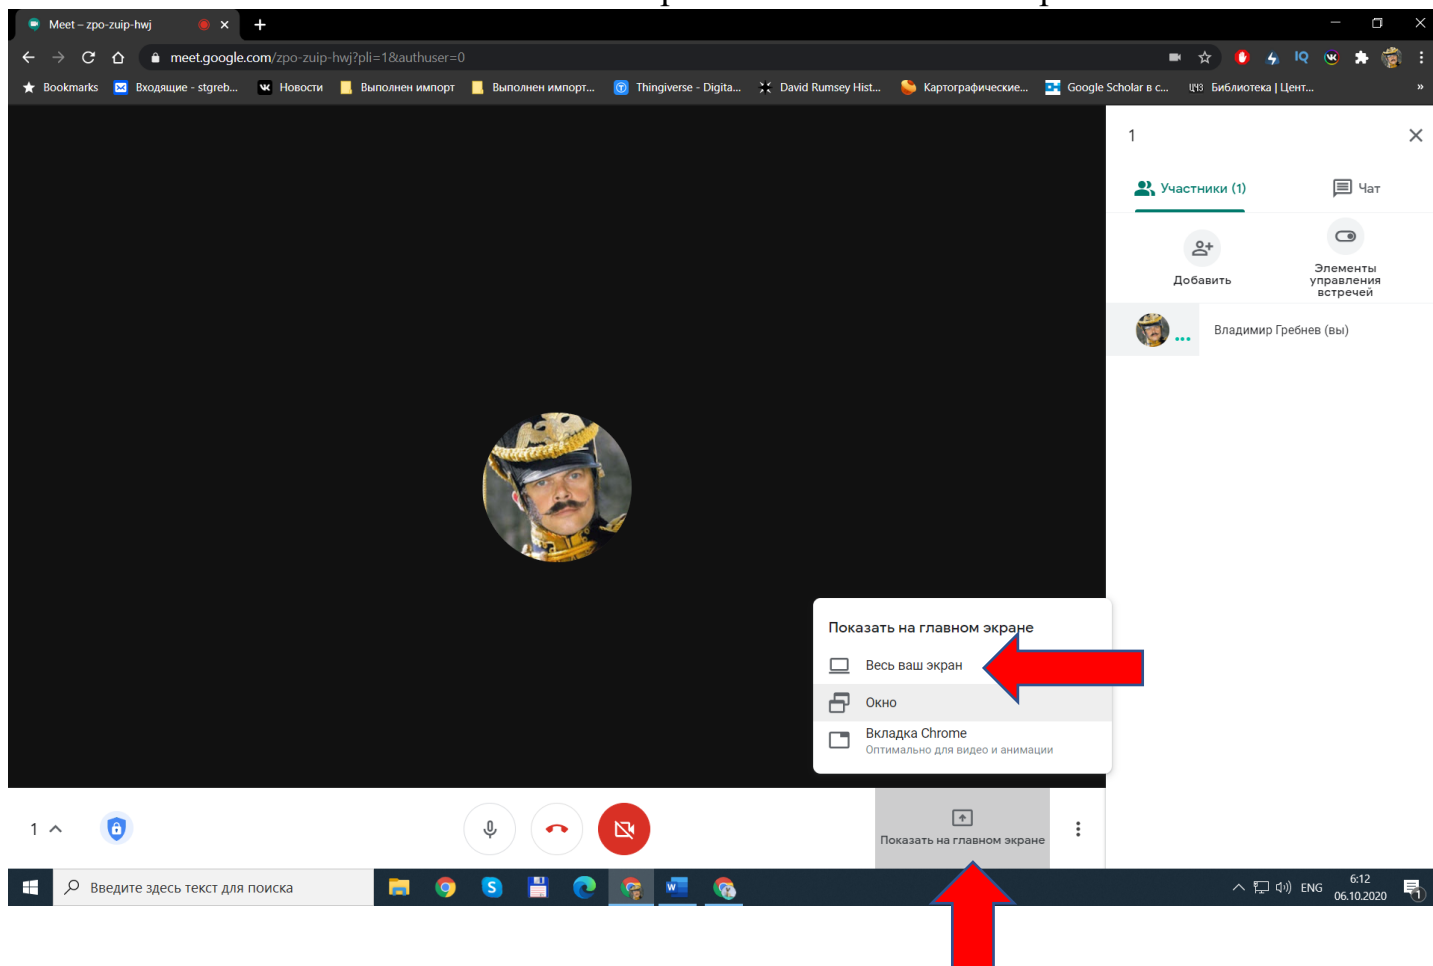 Meet – zpo-zuip-hwj
meet.google.com/zpo-zuip-hwj?pli=1&authuser=0
Bookmarks Входящие - stgreb... Новости Выполнен импорт Выполнен импорт... Thingiverse - Digita... David Rumsey Hist... Картографические... Google Scholar в с... Библиотека | Цент... »
1
Участники (1) Чат
Добавить
Элементы
управления
встречей
Владимир Гребнев (вы)
Показать на главном экране
Весь ваш экран
Окно
Вкладка Chrome
Оптимально для видео и анимации
1
Показать на главном экране
Введите здесь текст для поиска
ENG
6:12
06.10.2020
1